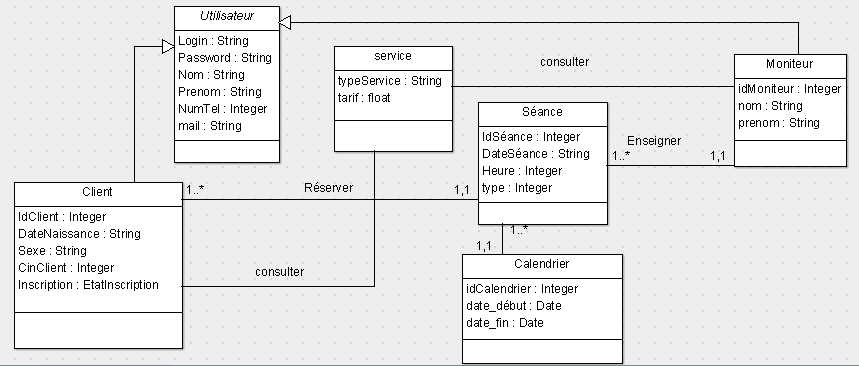 Utilisateur
Login : String
Password : String
Nom : String
Prenom : String
NumTel : Integer
mail : String
service
typeService : String
tarif : float
consulter
Moniteur
idMoniteur : Integer
nom : String
prenom : String
Séance
IdSéance : Integer
DateSéance : String
Heure : Integer
type : Integer
Enseigner
1..*
1,1
Client
IdClient : Integer
DateNaissance : String
Sexe : String
CinClient : Integer
Inscription : EtatInscription
1..*
Réserver
1,1
consulter
1..*
1,1
Calendrier
idCalendrier : Integer
date_début : Date
date_fin : Date